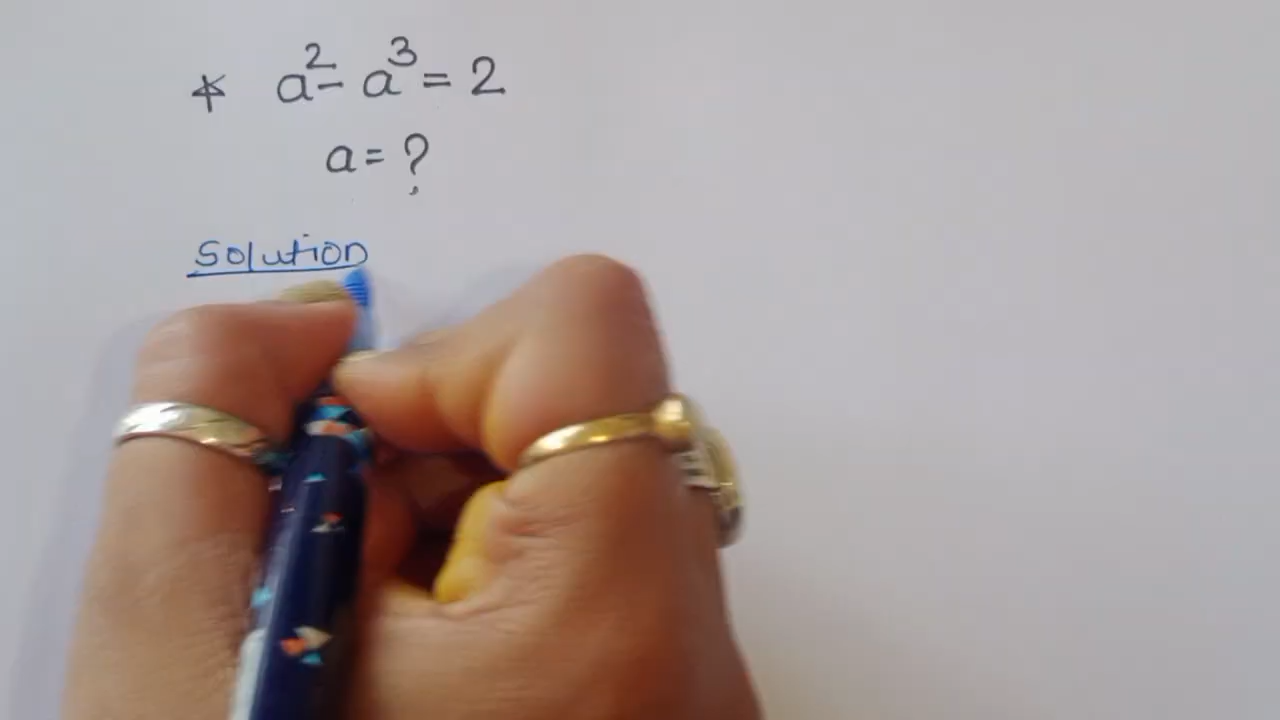 * a² - a³ = 2
a = ?
Solution